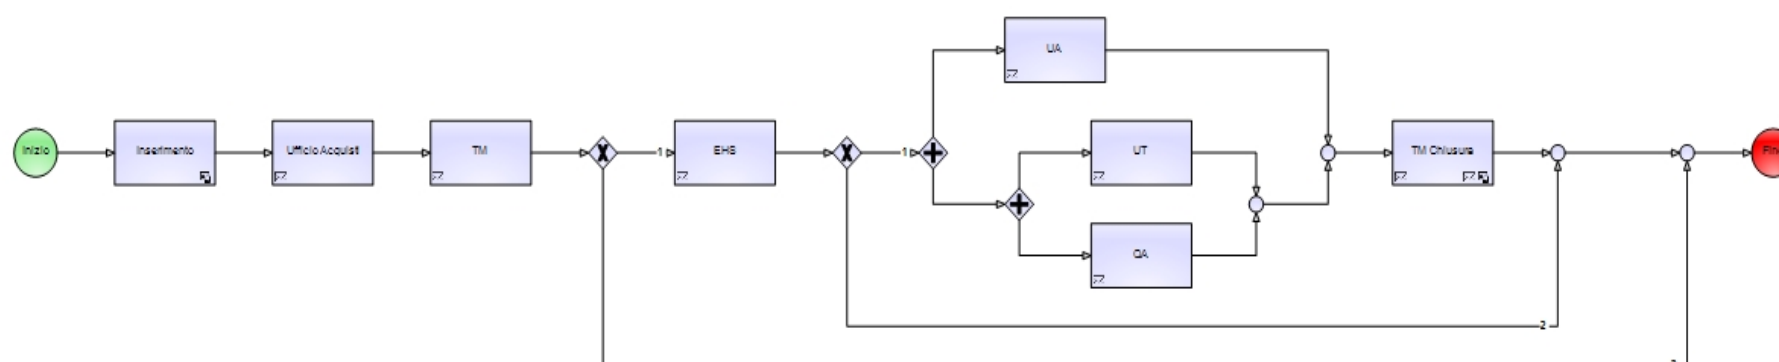 UA
Inizio
Inserimento
Ufficio Acquisti
TM
1
EHS
1
UT
TM Chiusura
QA
2